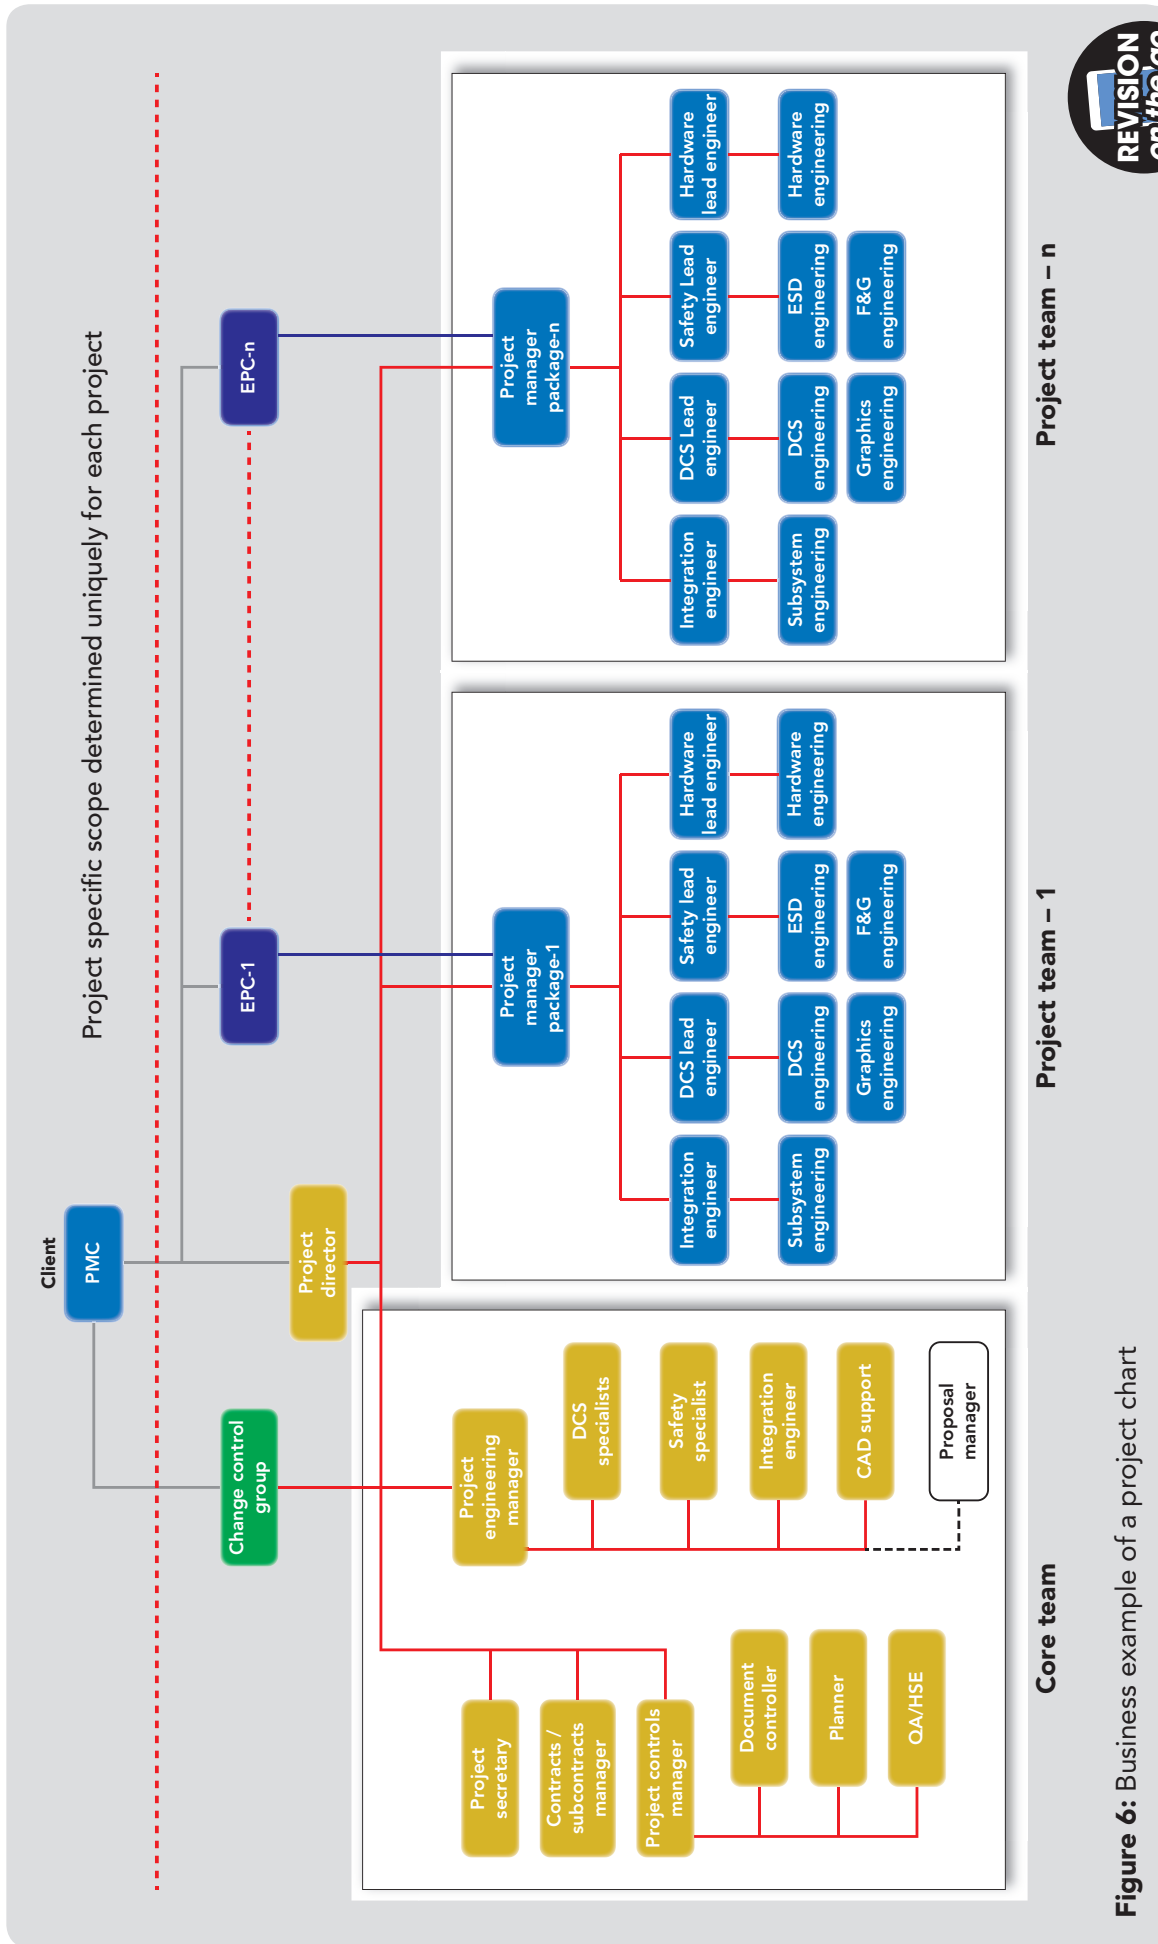 Client
PMC
Project specific scope determined uniquely for each project
Change control
group
EPC-1
EPC-n
Project
director
Project
engineering
manager
DCS
specialists
Safety
specialist
Integration
engineer
CAD support
Proposal
manager
Project
secretary
Contracts /
subcontracts
manager
Project controls
manager
Document
controller
Planner
QA/HSE
Core team
Project
manager
package-1
Integration
engineer
DCS lead
engineer
Safety lead
engineer
Hardware
lead engineer
Subsystem
engineering
DCS
engineering
ESD
engineering
Hardware
engineering
Graphics
engineering
F&G
engineering
Project team – 1
Project
manager
package-n
Integration
engineer
DCS Lead
engineer
Safety Lead
engineer
Hardware
lead engineer
Subsystem
engineering
DCS
engineering
ESD
engineering
Hardware
engineering
Graphics
engineering
F&G
engineering
Project team – n
Figure 6: Business example of a project chart
REVISION
on the go